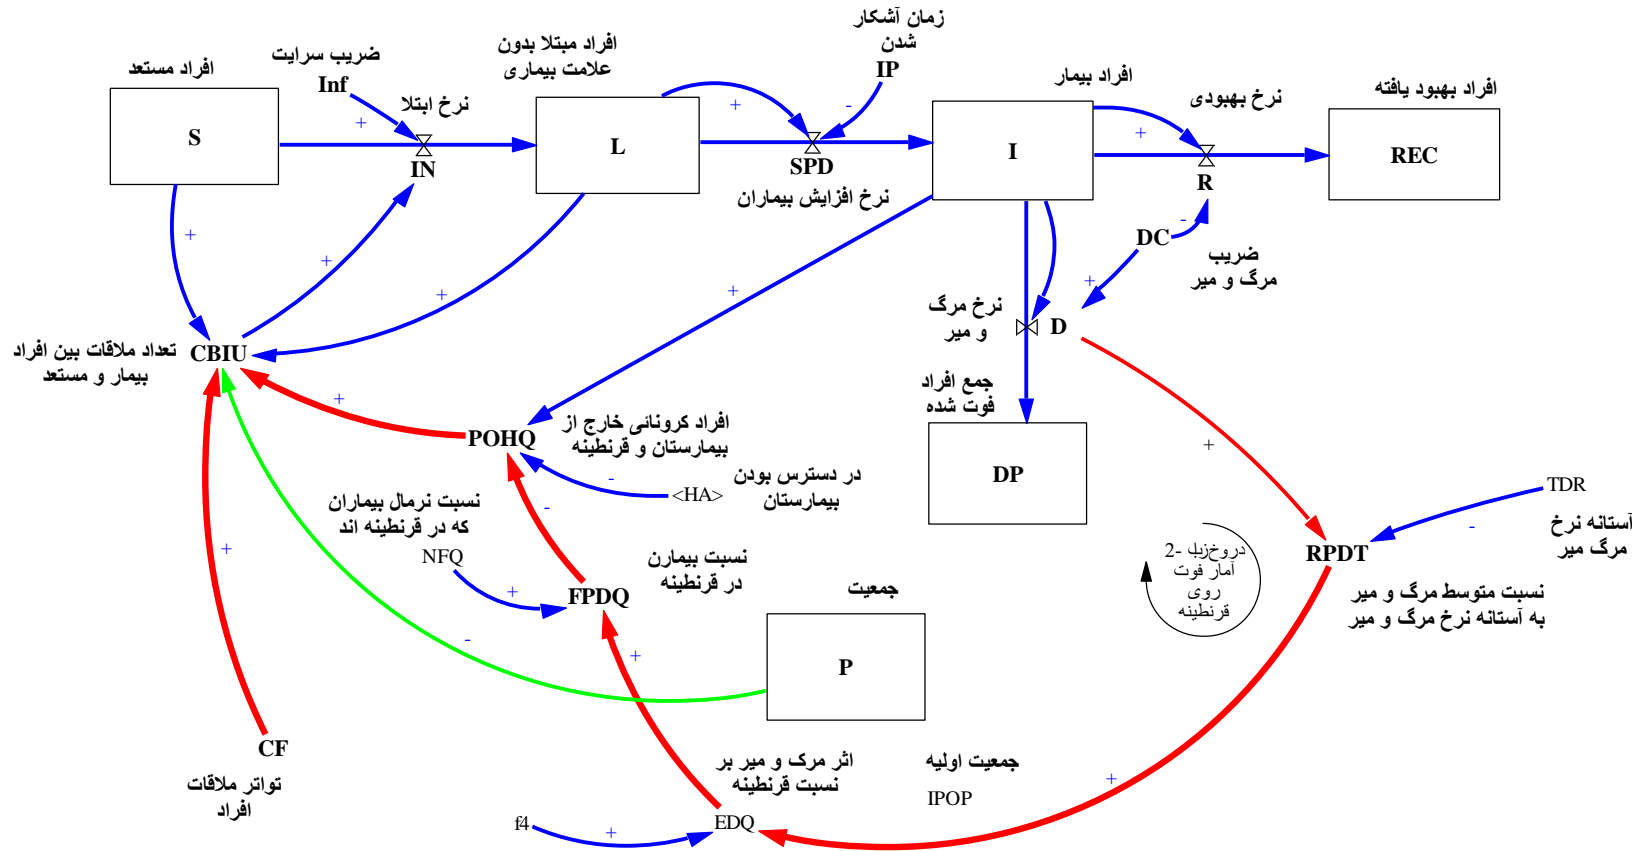 زمان آشکار
شدن
IP
افراد مبتلا بدون
علامت بیماری
ضریب سرایت
Inf
افراد مستعد
S
نرخ ابتلا
IN
L
SPD
نرخ افزایش بیماران
افراد بیمار
I
نرخ بهبودی
R
افراد بهبود یافته
REC
DC
ضریب
مرگ و میر
نرخ مرگ
و میر
D
CBIU
تعداد ملاقات بین افراد
بیمار و مستعد
جمع افراد
فوت شده
DP
POHQ
افراد کرونائی خارج از
بیمارستان و قرنطینه
<HA>
در دسترس بودن
بیمارستان
نسبت نرمال بیماران
که در قرنطینه اند
NFQ
نسبت بیمارن
در قرنطینه
FPDQ
TDR
آستانه نرخ
مرگ میر
RPDT
نسبت متوسط مرگ و میر
به آستانه نرخ مرگ و میر
2-
آمار فوت
روی
قرنطینه
جمعیت
P
CF
تواتر ملاقات
افراد
اثر مرک و میر بر
نسبت قرنطینه
جمعیت اولیه
IPOP
f4
EDQ
+
+
-
+
+
+
+
-
+
+
+
+
-
-
+
+
-
+
-
+
+
+